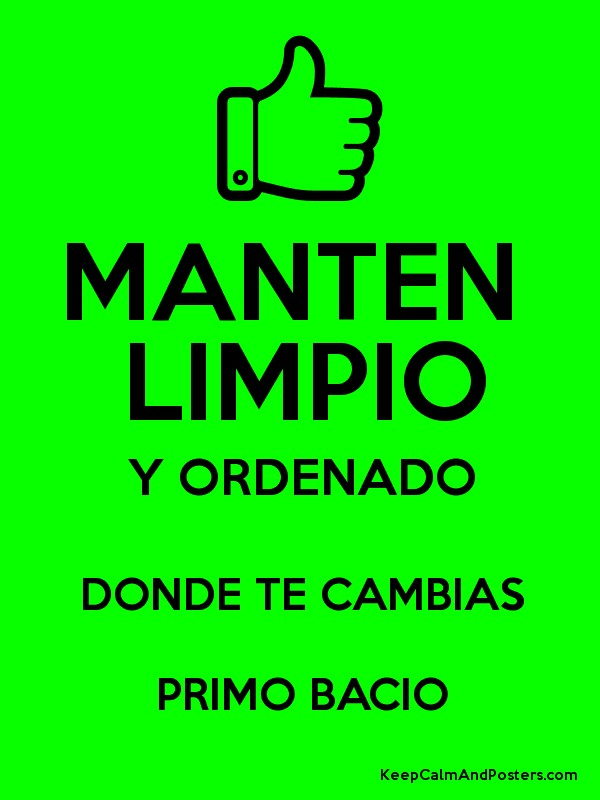 MANTEN
LIMPIO
Y ORDENADO
DONDE TE CAMBIAS
PRIMO BACIO
KeepCalmAndPosters.com